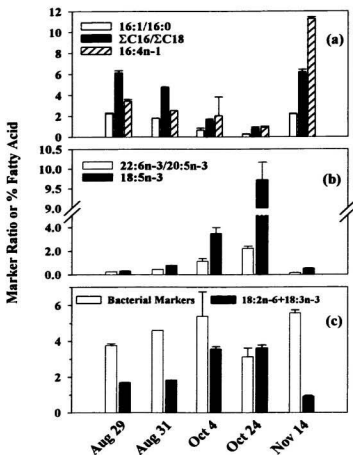 12
10
8
6
4
2
0
16:1/16:0
ΣC16/ΣC18
16:4n-1
(a)
10.5
10.0
9.5
9.0
4.0
2.0
0.0
22:6n-3/20:5n-3
18:5n-3
(b)
6
4
2
0
Bacterial Markers
18:2n-6+18:3n-3
(c)
Marker Ratio or % Fatty Acid
Aug 29
Aug 31
Oct 4
Oct 24
Nov 14